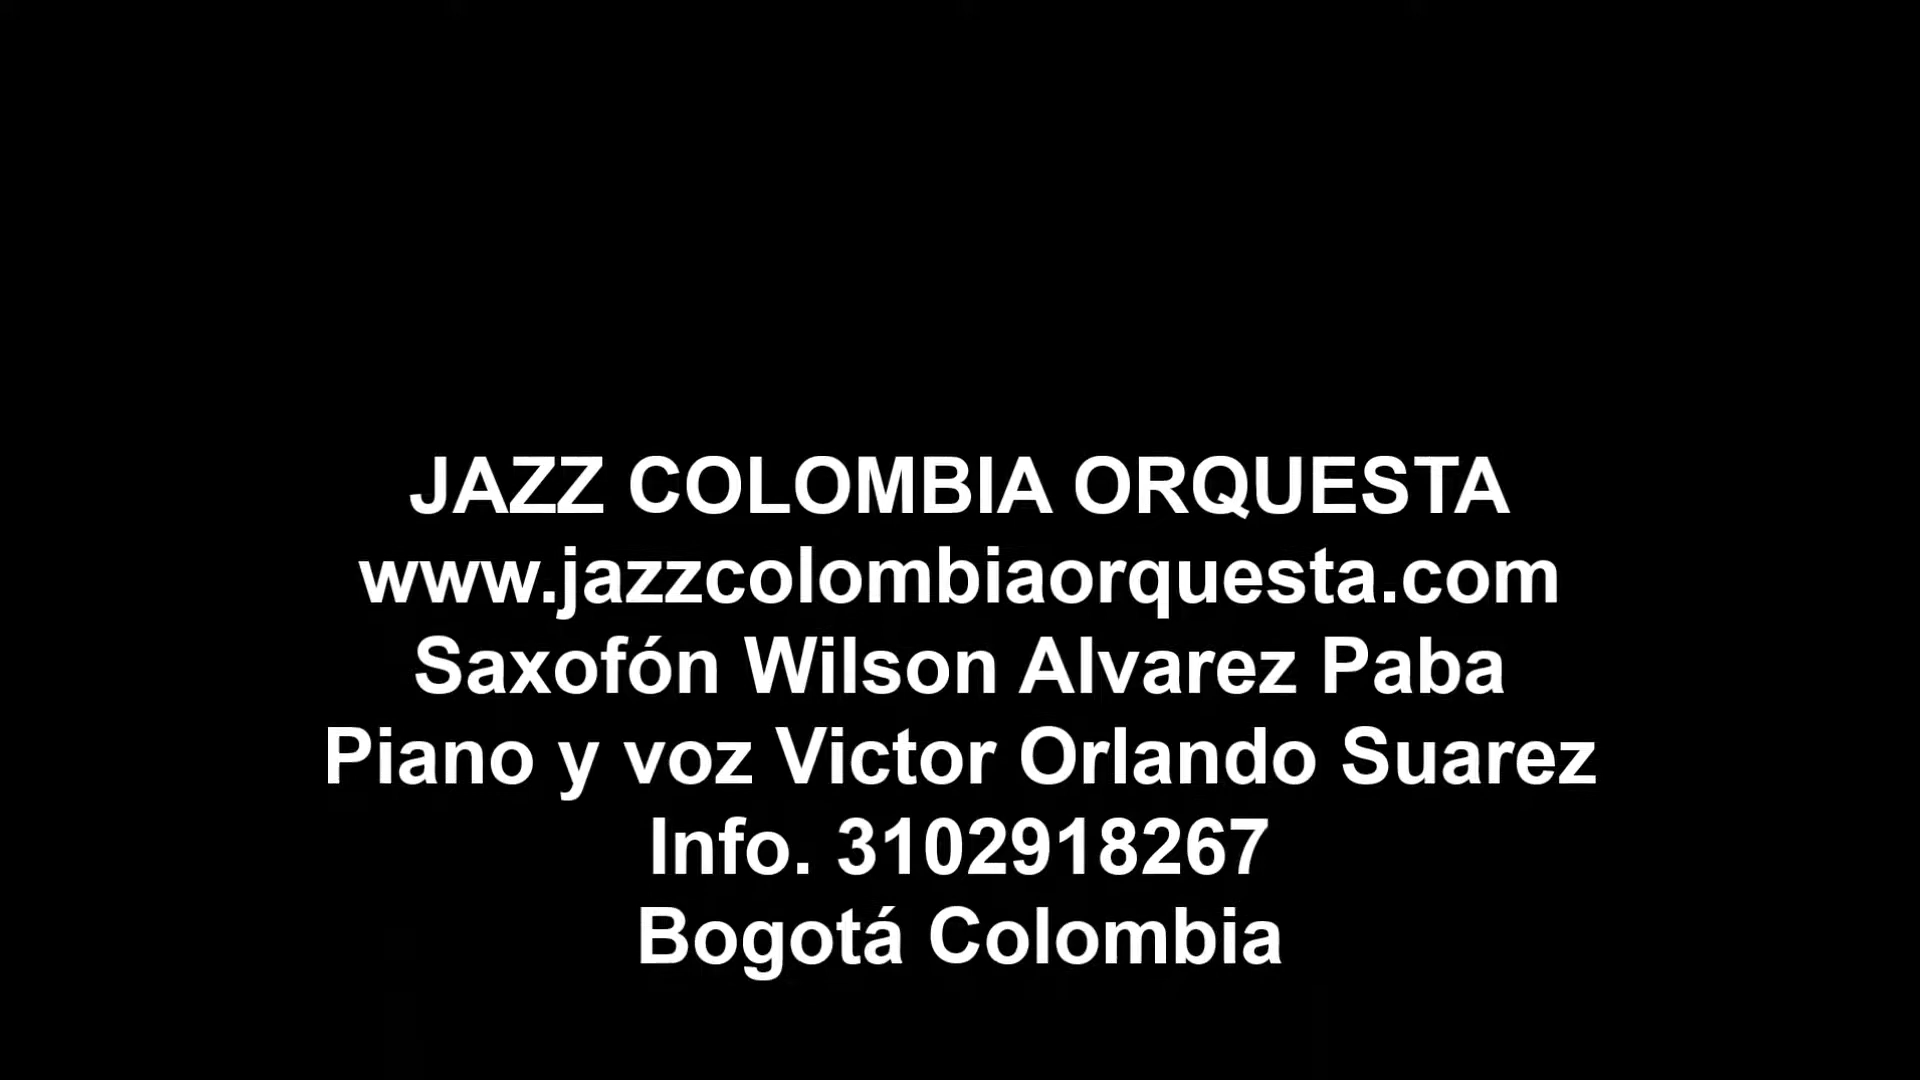 JAZZ COLOMBIA ORQUESTA
www.jazzcolombiaorquesta.com
Saxofón Wilson Alvarez Paba
Piano y voz Victor Orlando Suarez
Info. 3102918267
Bogotá Colombia